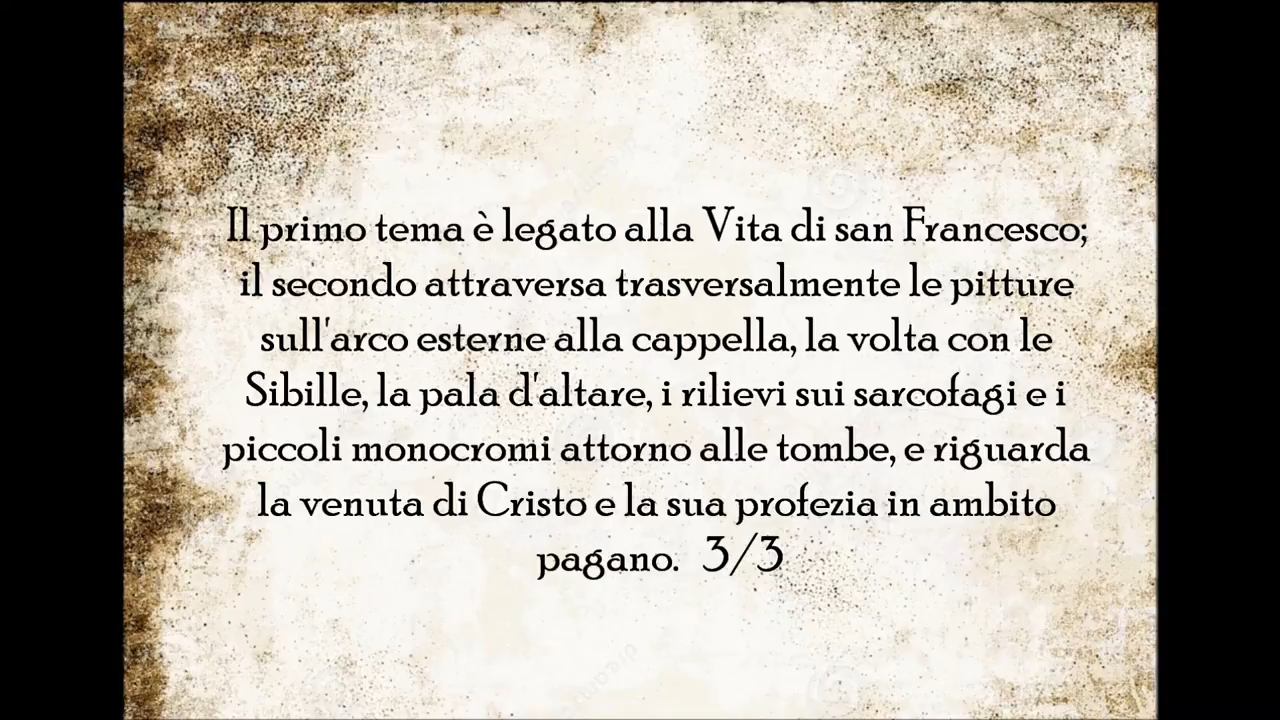 Il primo tema è legato alla Vita di san Francesco;
il secondo attraversa trasversalmente le pitture
sull'arco esterne alla cappella, la volta con le
Sibille, la pala d'altare, i rilievi sui sarcofagi e i
piccoli monocromi attorno alle tombe, e riguarda
la venuta di Cristo e la sua profezia in ambito
pagano. 3/3